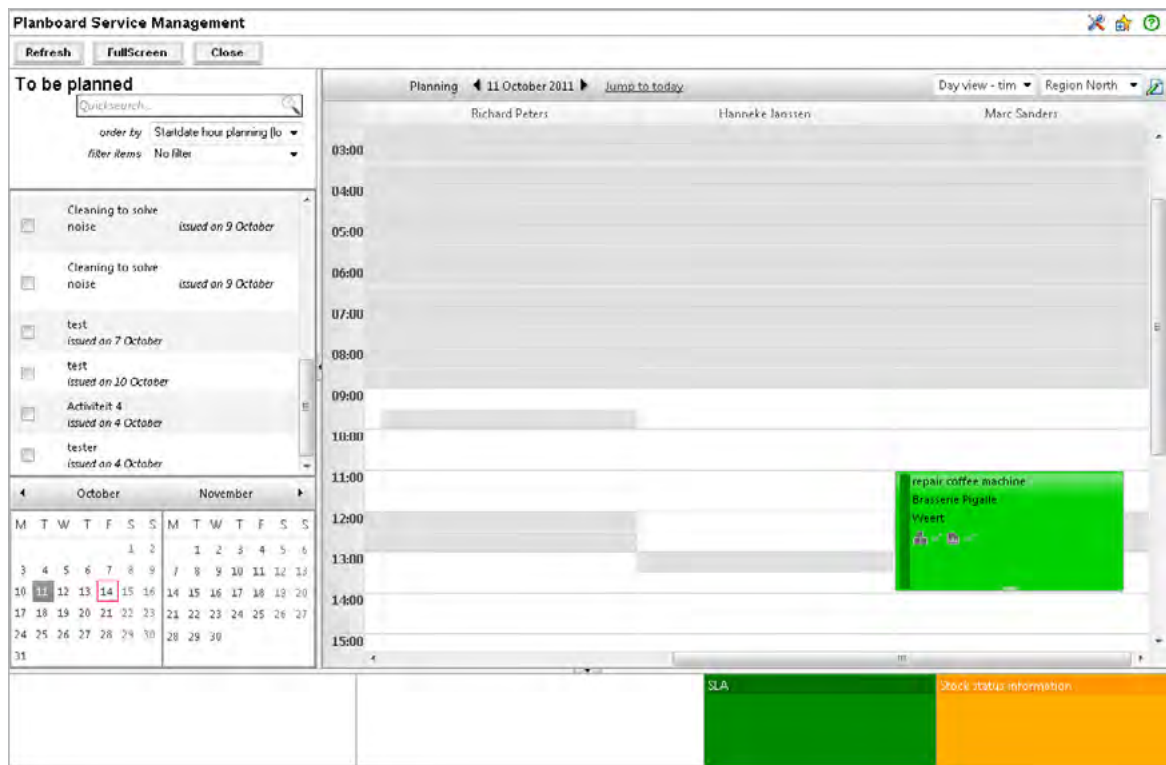 Planboard Service Management
Refresh FullScreen Close
To be planned
Quicksearch...
order by Startdate hour planning (lo
filter items No filter
Cleaning to solve
noise issued on 9 October
Cleaning to solve
noise issued on 9 October
test
issued on 7 October
test
issued on 10 October
Activiteit 4
issued on 4 October
tester
issued on 4 October
October November
M T W T F S S M T W T F S S
1 2 1 2 3 4 5 6
3 4 5 6 7 8 9 7 8 9 10 11 12 13
10 11 12 13 14 15 16 14 15 16 17 18 19 20
17 18 19 20 21 22 23 21 22 23 24 25 26 27
24 25 26 27 28 29 30 28 29 30
31
Planning 11 October 2011 Jump to today Day view - tim Region North
Richard Peters Hanneke Janssen Marc Sanders
03:00
04:00
05:00
06:00
07:00
08:00
09:00
10:00
11:00
12:00
13:00
14:00
15:00
repair coffee machine
Brasserie Pigalle
Weert
SLA Stock status information